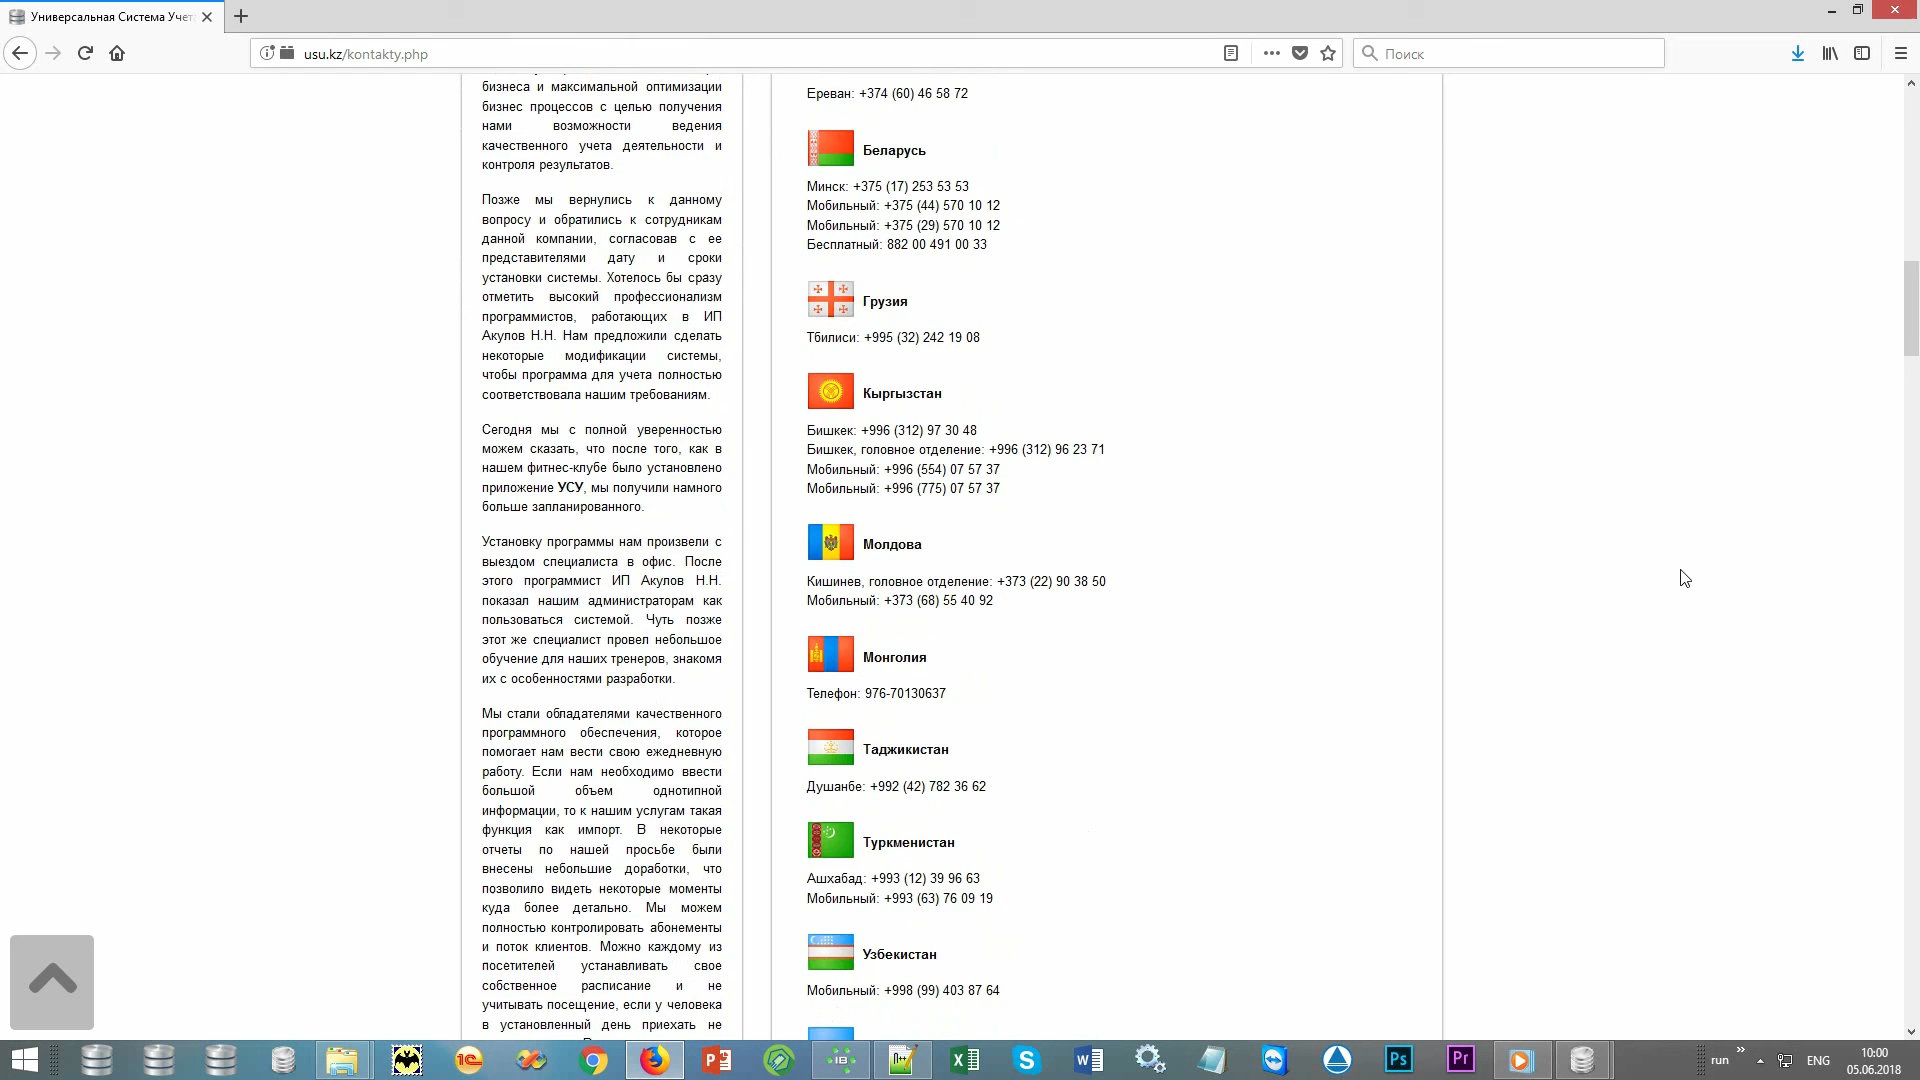 Универсальная Система Учет
usu.kz/kontakty.php
Поиск
бизнеса и максимальной оптимизации
бизнес процессов с целью получения
нами возможности ведения
качественного учета деятельности и
контроля результатов.
Позже мы вернулись к данному
вопросу и обратились к сотрудникам
данной компании, согласовав с ее
представителями дату и сроки
установки системы. Хотелось бы сразу
отметить высокий профессионализм
программистов, работающих в ИП
Акулов Н.Н. Нам предложили сделать
некоторые модификации системы,
чтобы программа для учета полностью
соответствовала нашим требованиям.
Сегодня мы с полной уверенностью
можем сказать, что после того, как в
нашем фитнес-клубе было установлено
приложение УСУ, мы получили намного
больше запланированного.
Установку программы нам произвели с
выездом специалиста в офис. После
этого программист ИП Акулов Н.Н.
показал нашим администраторам как
пользоваться системой. Чуть позже
этот же специалист провел небольшое
обучение для наших тренеров, знакомя
их с особенностями разработки.
Мы стали обладателями качественного
программного обеспечения, которое
помогает нам вести свою ежедневную
работу. Если нам необходимо ввести
большой объем однотипной
информации, то к нашим услугам такая
функция как импорт. В некоторые
отчеты по нашей просьбе были
внесены небольшие доработки, что
позволило видеть некоторые моменты
куда более детально. Мы можем
полностью контролировать абонементы
и поток клиентов. Можно каждому из
посетителей устанавливать свое
собственное расписание и не
учитывать посещение, если у человека
в установленный день приехать не
Ереван: +374 (60) 46 58 72
Беларусь
Минск: +375 (17) 253 53 53
Мобильный: +375 (44) 570 10 12
Мобильный: +375 (29) 570 10 12
Бесплатный: 882 00 491 00 33
Грузия
Тбилиси: +995 (32) 242 19 08
Кыргызстан
Бишкек: +996 (312) 97 30 48
Бишкек, головное отделение: +996 (312) 96 23 71
Мобильный: +996 (554) 07 57 37
Мобильный: +996 (775) 07 57 37
Молдова
Кишинев, головное отделение: +373 (22) 90 38 50
Мобильный: +373 (68) 55 40 92
Монголия
Телефон: 976-70130637
Таджикистан
Душанбе: +992 (42) 782 36 62
Туркменистан
Ашхабад: +993 (12) 39 96 63
Мобильный: +993 (63) 76 09 19
Узбекистан
Мобильный: +998 (99) 403 87 64
run
ENG
10:00
05.06.2018